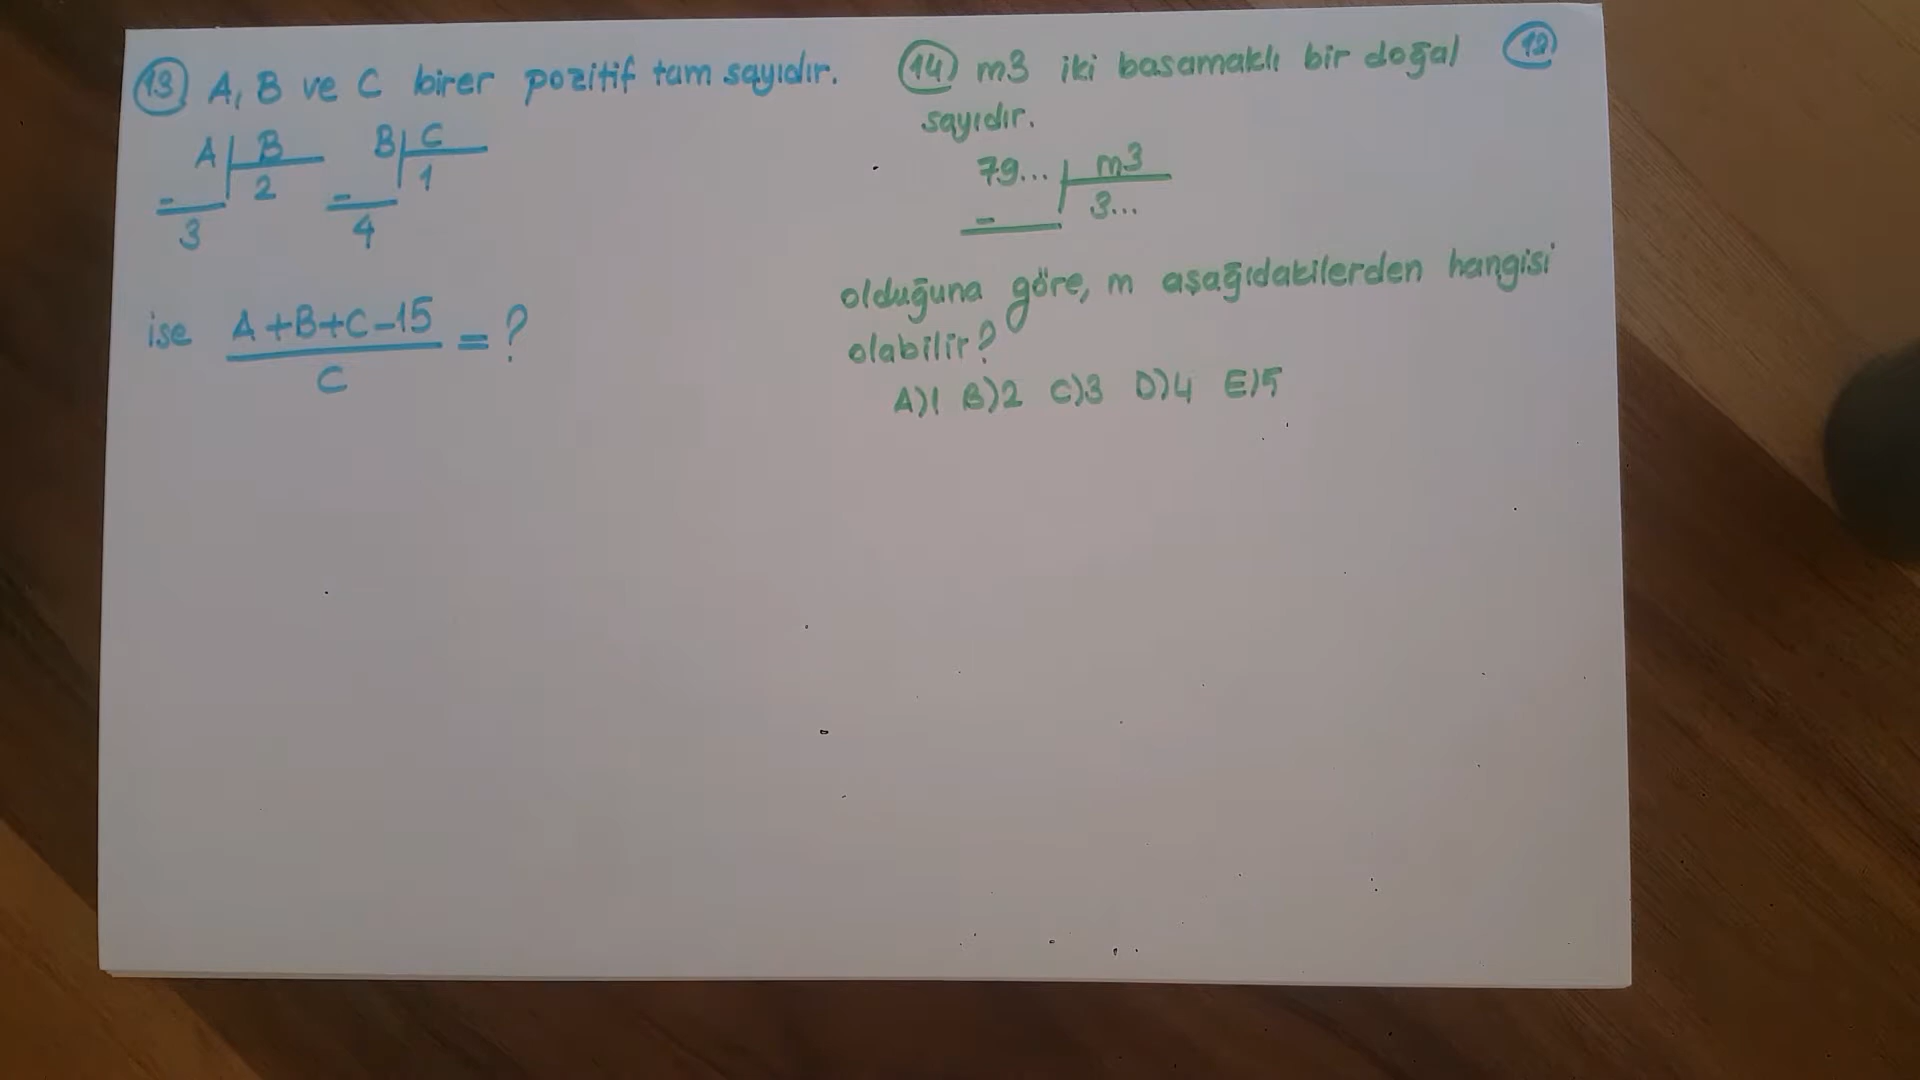 13 A, B ve C birer pozitif tam sayıdır.
A B B C
- 2 - 1
3 4
ise A+B+C-15 = ?
C
14 m3 iki basamaklı bir doğal
sayıdır.
79... m3
- 3...
olduğuna göre, m aşağıdakilerden hangisi
olabilir?
A)1 B)2 C)3 D)4 E)5
12